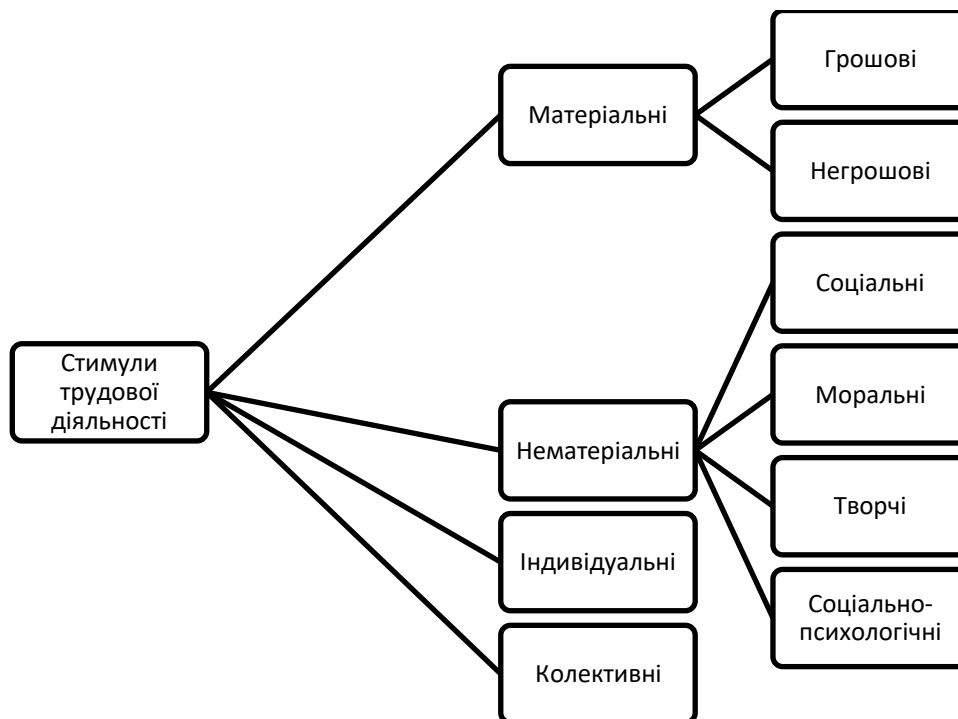 Стимули
трудової
діяльності
Матеріальні
Грошові
Негрошові
Нематеріальні
Соціальні
Моральні
Творчі
Соціально-
психологічні
Індивідуальні
Колективні